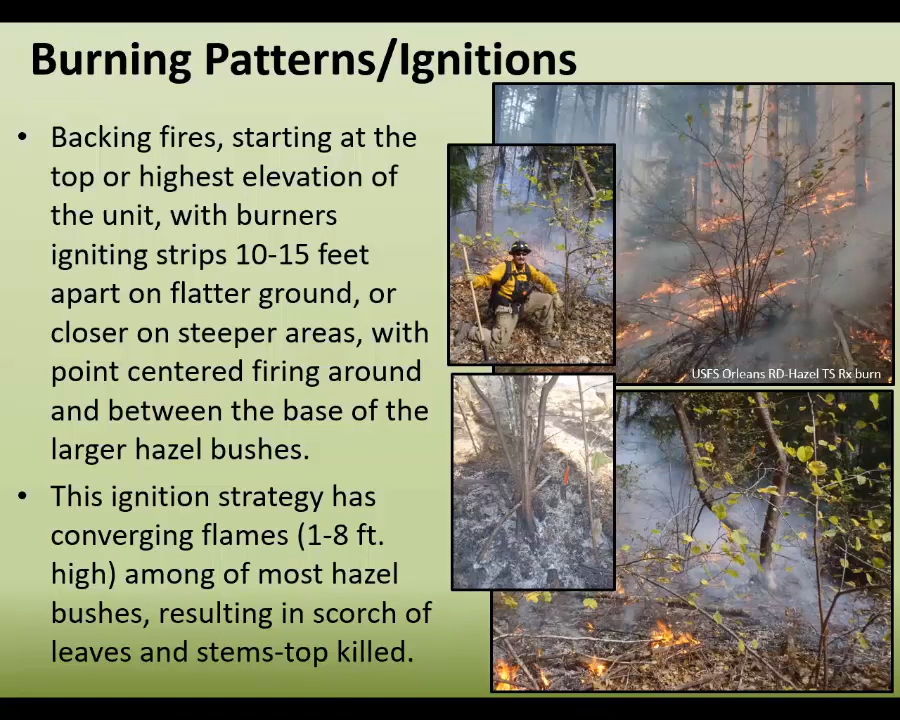 Burning Patterns/Ignitions
• Backing fires, starting at the
top or highest elevation of
the unit, with burners
igniting strips 10-15 feet
apart on flatter ground, or
closer on steeper areas, with
point centered firing around
and between the base of the
larger hazel bushes.
• This ignition strategy has
converging flames (1-8 ft.
high) among of most hazel
bushes, resulting in scorch of
leaves and stems-top killed.
USFS Orleans RD-Hazel TS Rx burn